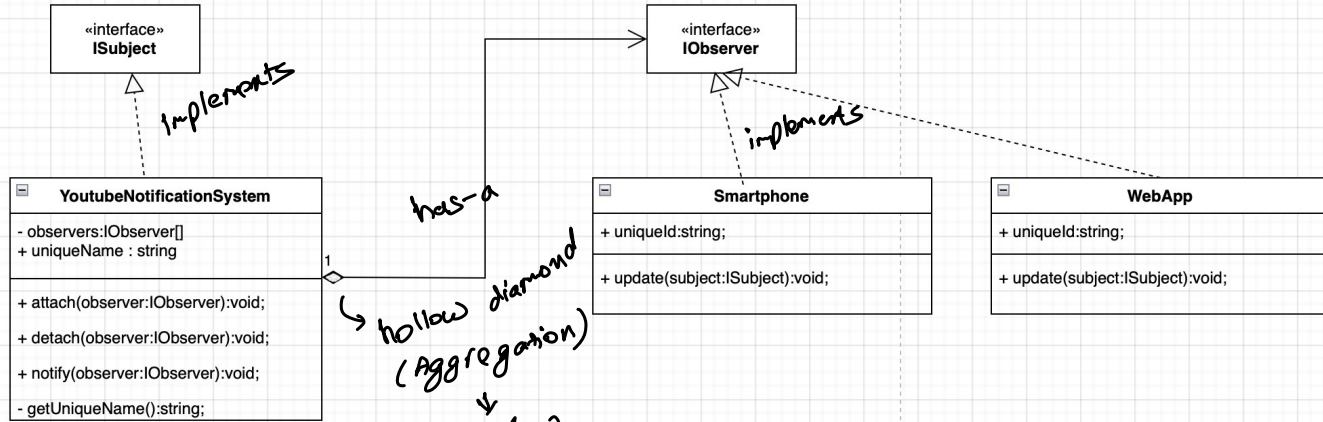 «interface»
ISubject
«interface»
IObserver
implements
implements
YoutubeNotificationSystem
- observers:IObserver[]
+ uniqueName : string
+ attach(observer:IObserver):void;
+ detach(observer:IObserver):void;
+ notify(observer:IObserver):void;
- getUniqueName():string;
1
has-a
hollow diamond
(Aggregation)
Smartphone
+ uniqueId:string;
+ update(subject:ISubject):void;
WebApp
+ uniqueId:string;
+ update(subject:ISubject):void;